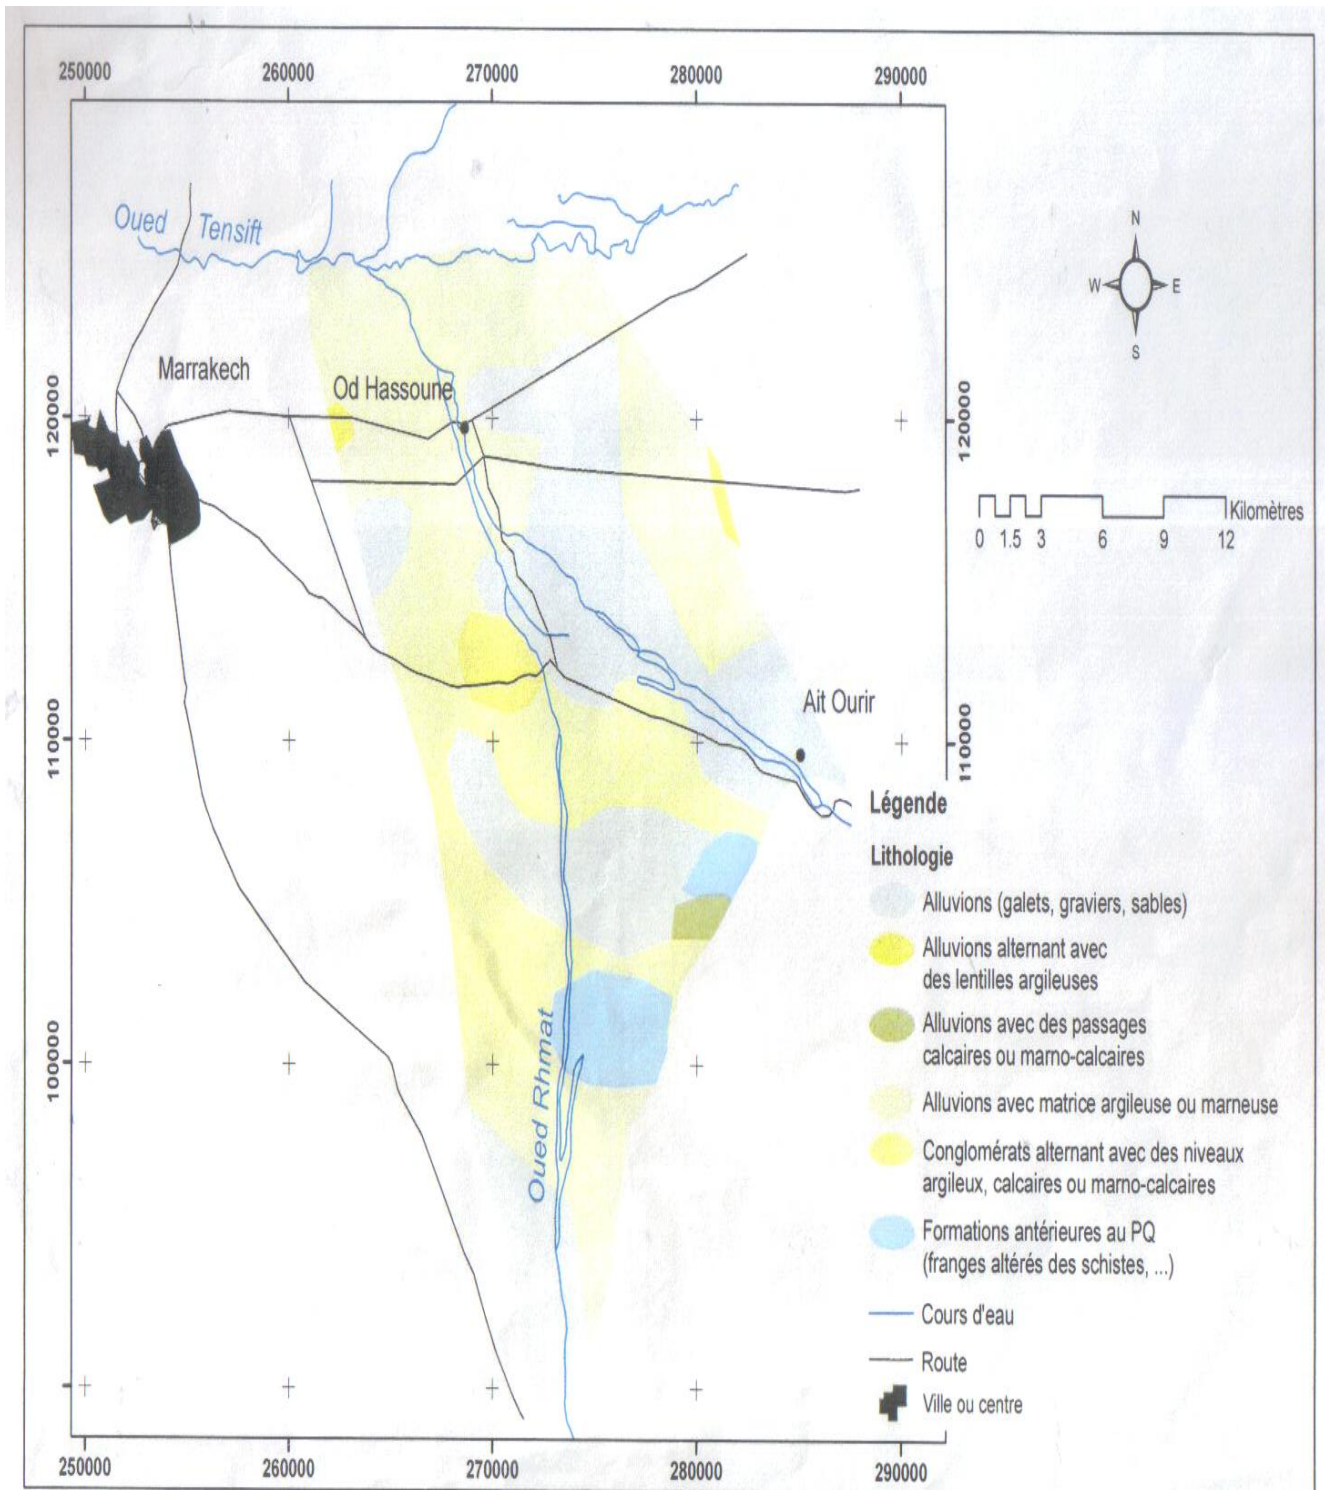 250000 260000 270000 280000 290000
Oued Tensift
N
W E
S
Marrakech
Od Hassoune
120000
120000
Kilomètres
0 1.5 3 6 9 12
Ait Ourir
110000
110000
Légende
Lithologie
Alluvions (galets, graviers, sables)
Alluvions alternant avec
des lentilles argileuses
Alluvions avec des passages
calcaires ou marno-calcaires
Alluvions avec matrice argileuse ou marneuse
Conglomérats alternant avec des niveaux
argileux, calcaires ou marno-calcaires
Formations antérieures au PQ
(franges altérés des schistes, ...)
Cours d'eau
Route
Ville ou centre
100000
Oued Rhmat
250000 260000 270000 280000 290000